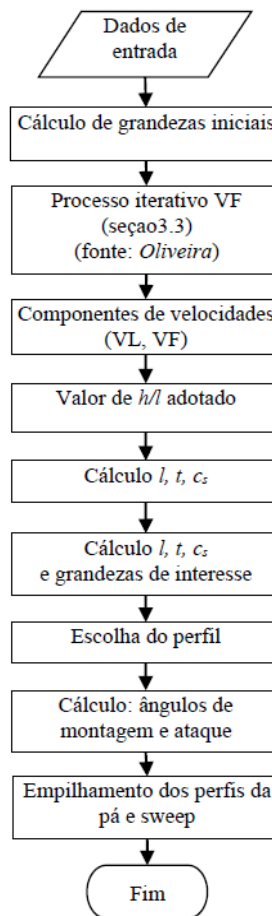 Dados de
entrada
Cálculo de grandezas iniciais
Processo iterativo VF
(seçao3.3)
(fonte: Oliveira)
Componentes de velocidades
(VL, VF)
Valor de h/l adotado
Cálculo l, t, cs
Cálculo l, t, cs
e grandezas de interesse
Escolha do perfil
Cálculo: ângulos de
montagem e ataque
Empilhamento dos perfis da
pá e sweep
Fim